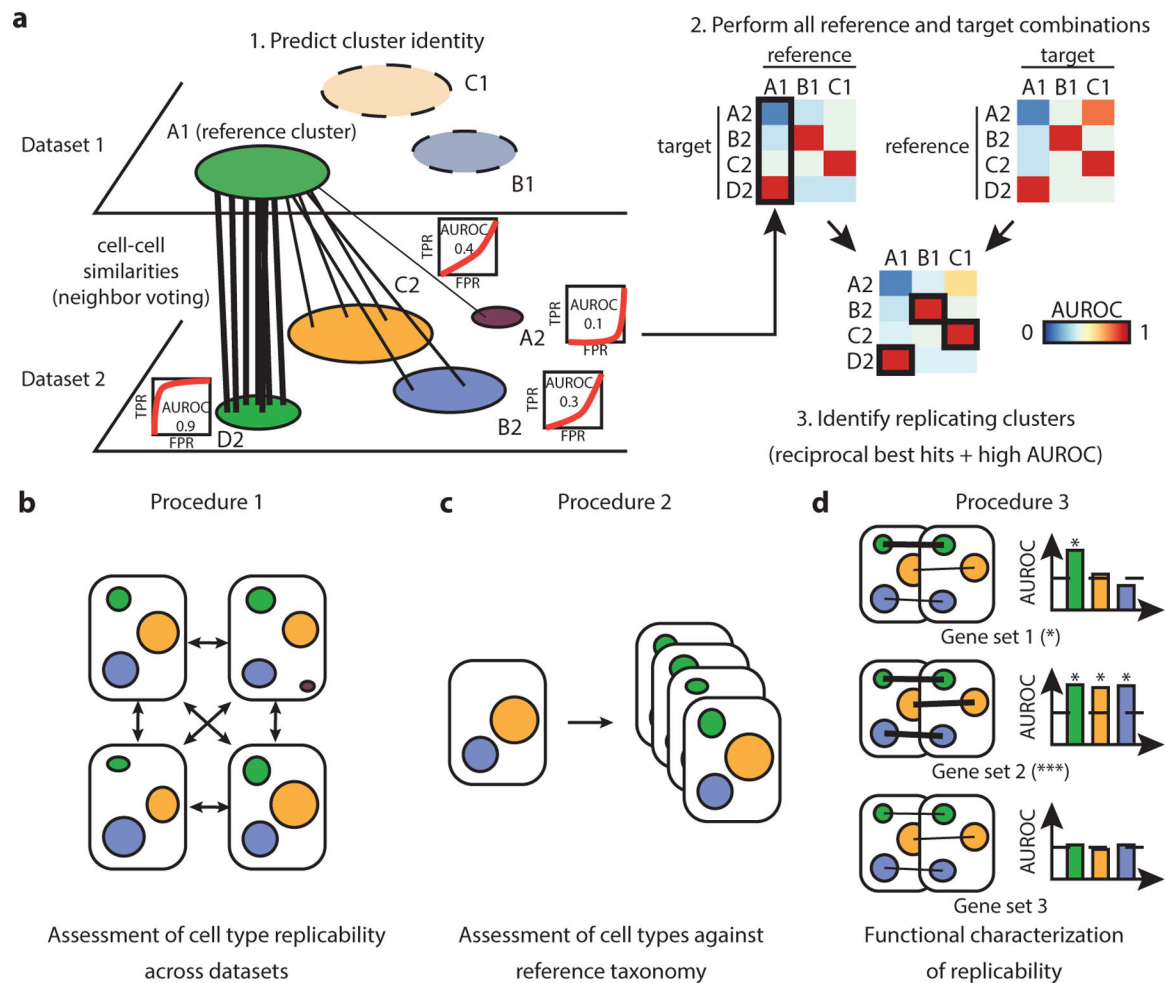 a
1. Predict cluster identity
C1
A1 (reference cluster)
Dataset 1
B1
cell-cell
similarities
(neighbor voting)
TPR
AUROC
0.4
FPR
C2
A2
TPR
AUROC
0.1
FPR
Dataset 2
TPR
AUROC
0.9
FPR
D2
B2
TPR
AUROC
0.3
FPR
2. Perform all reference and target combinations
reference
A1 B1 C1
target
A2
B2
C2
D2
target
A1 B1 C1
reference
A2
B2
C2
D2
A1 B1 C1
A2
B2
C2
D2
AUROC
0 1
3. Identify replicating clusters
(reciprocal best hits + high AUROC)
b Procedure 1
Assessment of cell type replicability
across datasets
c Procedure 2
Assessment of cell types against
reference taxonomy
d Procedure 3
AUROC
*
Gene set 1 (*)
AUROC
* * *
Gene set 2 (***)
AUROC
Gene set 3
Functional characterization
of replicability